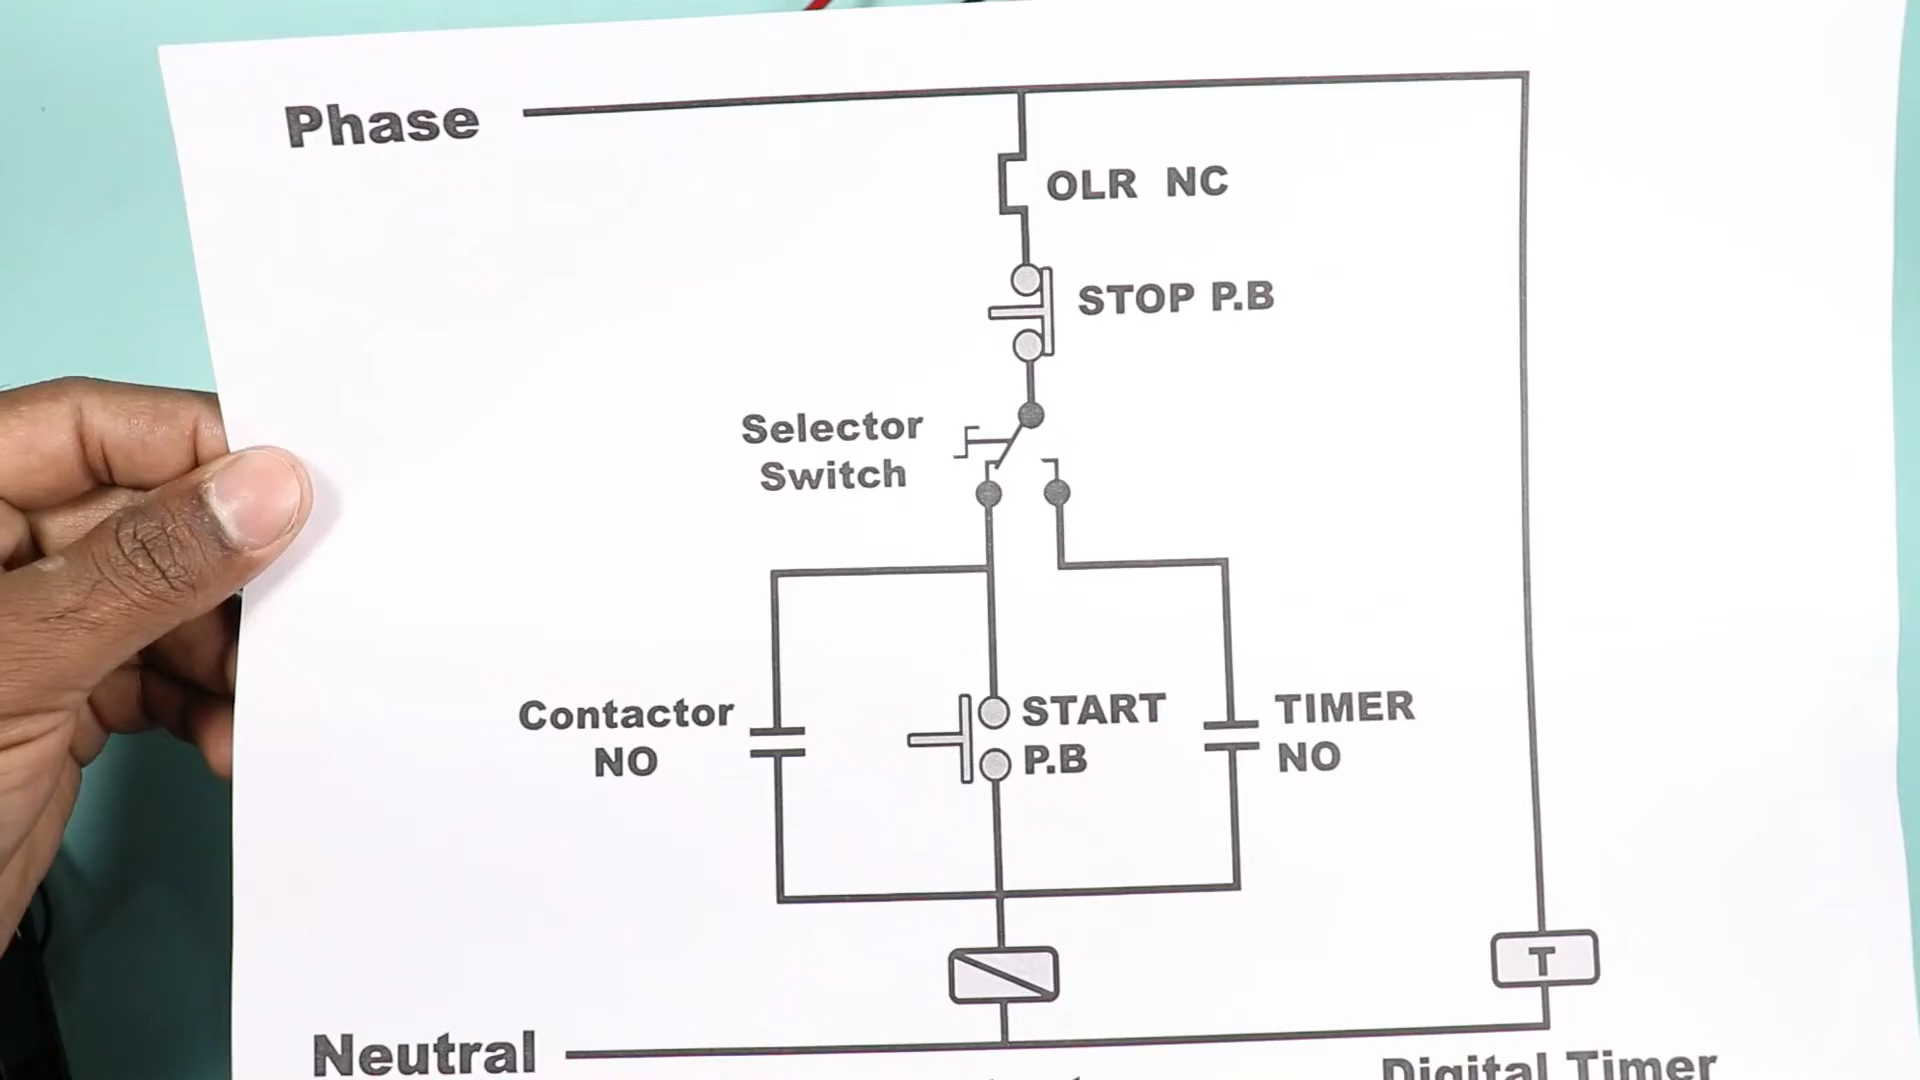 Phase
OLR NC
STOP P.B
Selector
Switch
Contactor
NO
START
P.B
TIMER
NO
T
Neutral
Digital Timer